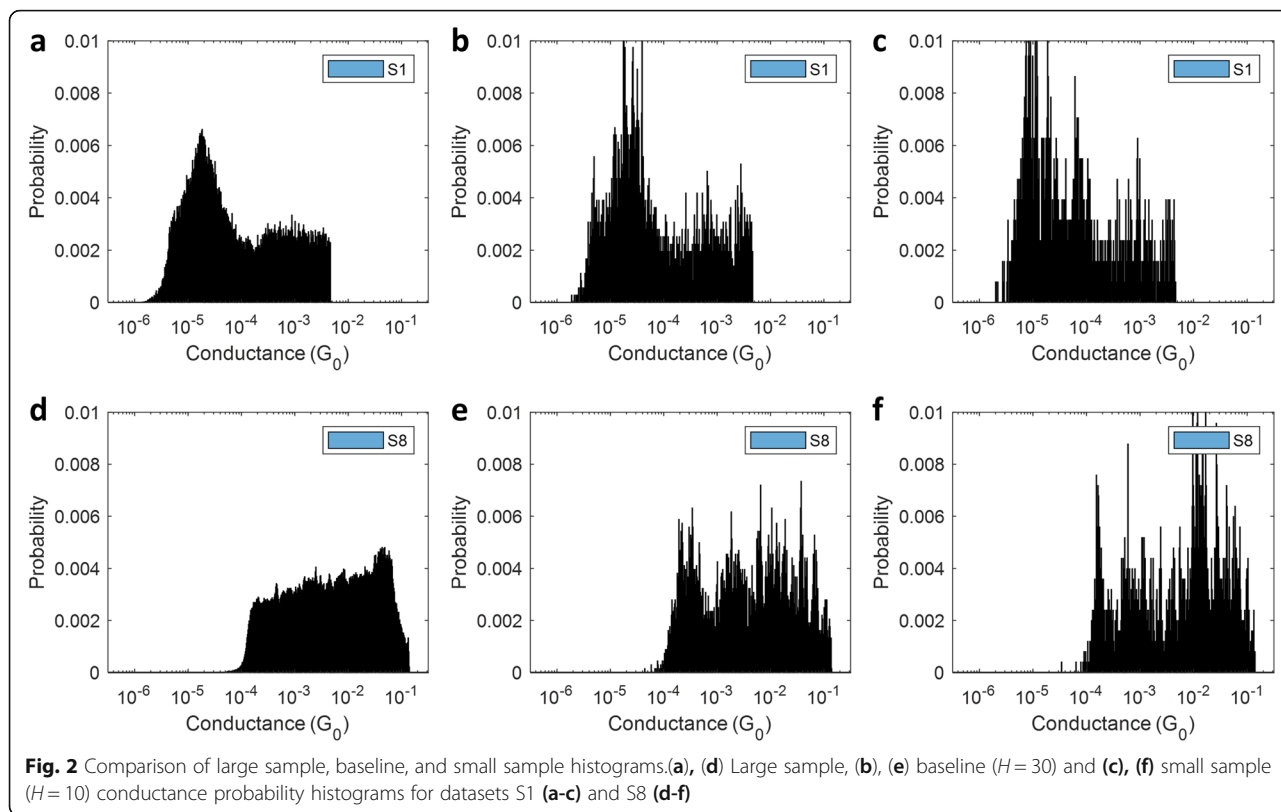 a
0.01
0.008
0.006
0.004
0.002
0
Probability
S1
10-6 10-5 10-4 10-3 10-2 10-1
Conductance (G0)
b
0.01
0.008
0.006
0.004
0.002
0
Probability
S1
10-6 10-5 10-4 10-3 10-2 10-1
Conductance (G0)
c
0.01
0.008
0.006
0.004
0.002
0
Probability
S1
10-6 10-5 10-4 10-3 10-2 10-1
Conductance (G0)
d
0.01
0.008
0.006
0.004
0.002
0
Probability
S8
10-6 10-5 10-4 10-3 10-2 10-1
Conductance (G0)
e
0.01
0.008
0.006
0.004
0.002
0
Probability
S8
10-6 10-5 10-4 10-3 10-2 10-1
Conductance (G0)
f
0.01
0.008
0.006
0.004
0.002
0
Probability
S8
10-6 10-5 10-4 10-3 10-2 10-1
Conductance (G0)
Fig. 2 Comparison of large sample, baseline, and small sample histograms.(a), (d) Large sample, (b), (e) baseline (H = 30) and (c), (f) small sample
(H = 10) conductance probability histograms for datasets S1 (a-c) and S8 (d-f)